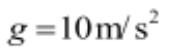 g = 10 m/s²